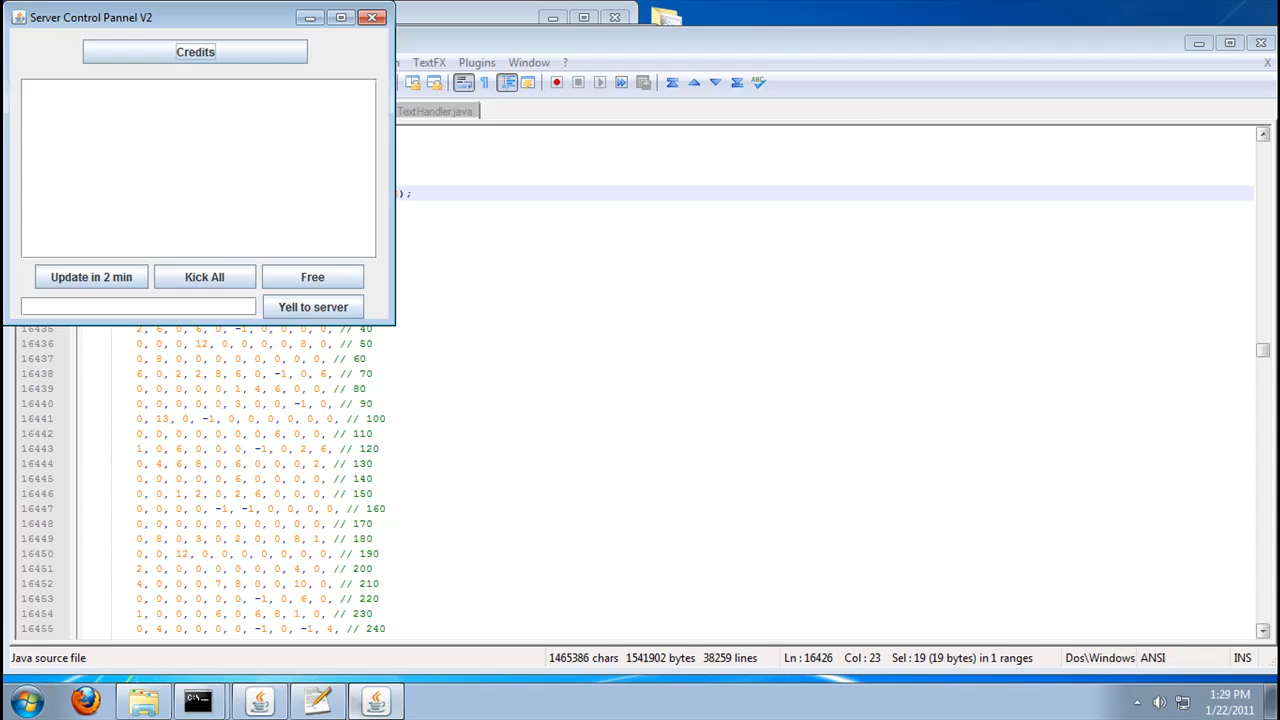 Server Control Pannel V2
Credits
Update in 2 min
Kick All
Free
Yell to server
TextFX
Plugins
Window
?
X
ABC
TextHandler.java
);
16435 2, 6, 0, 6, 0, -1, 0, 0, 0, 0, // 40
16436 0, 0, 0, 12, 0, 0, 0, 0, 8, 0, // 50
16437 0, 8, 0, 0, 0, 0, 0, 0, 0, 0, // 60
16438 6, 0, 2, 2, 8, 6, 0, -1, 0, 6, // 70
16439 0, 0, 0, 0, 0, 1, 4, 6, 0, 0, // 80
16440 0, 0, 0, 0, 0, 3, 0, 0, -1, 0, // 90
16441 0, 13, 0, -1, 0, 0, 0, 0, 0, 0, // 100
16442 0, 0, 0, 0, 0, 0, 0, 6, 0, 0, // 110
16443 1, 0, 6, 0, 0, 0, -1, 0, 2, 6, // 120
16444 0, 4, 6, 8, 0, 6, 0, 0, 0, 2, // 130
16445 0, 0, 0, 0, 0, 6, 0, 0, 0, 0, // 140
16446 0, 0, 1, 2, 0, 2, 6, 0, 0, 0, // 150
16447 0, 0, 0, 0, -1, -1, 0, 0, 0, 0, // 160
16448 0, 0, 0, 0, 0, 0, 0, 0, 0, 0, // 170
16449 0, 8, 0, 3, 0, 2, 0, 0, 8, 1, // 180
16450 0, 0, 12, 0, 0, 0, 0, 0, 0, 0, // 190
16451 2, 0, 0, 0, 0, 0, 0, 0, 4, 0, // 200
16452 4, 0, 0, 0, 7, 8, 0, 0, 10, 0, // 210
16453 0, 0, 0, 0, 0, 0, -1, 0, 6, 0, // 220
16454 1, 0, 0, 0, 6, 0, 6, 8, 1, 0, // 230
16455 0, 4, 0, 0, 0, 0, -1, 0, -1, 4, // 240
Java source file
1465386 chars 1541902 bytes 38259 lines
Ln : 16426 Col : 23 Sel : 19 (19 bytes) in 1 ranges
Dos\Windows
ANSI
INS
C:\
1:29 PM
1/22/2011